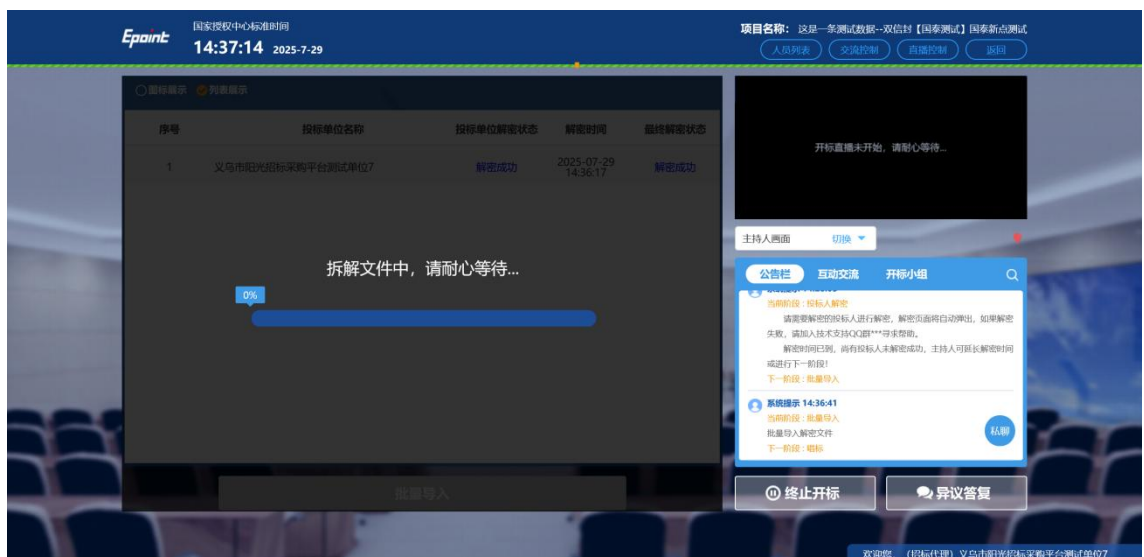 Epoint
国家授权中心标准时间
14:37:14 2025-7-29
项目名称： 这是一条测试数据--双信封【国泰测试】国泰新点测试
人员列表 交流控制 直播控制 返回
图标展示 列表展示
序号 投标单位名称 投标单位解密状态 解密时间 最终解密状态
1 义乌市阳光招标采购平台测试单位7 解密成功 2025-07-29 14:36:17 解密成功
拆解文件中，请耐心等待...
0%
批量导入
开标直播未开始，请耐心等待...
主持人画面 切换
公告栏 互动交流 开标小组
当前阶段 : 投标人解密
请需要解密的投标人进行解密，解密页面将自动弹出，如果解密
失败，请加入技术支持QQ群***寻求帮助。
解密时间已到，尚有投标人未解密成功，主持人可延长解密时间
或进行下一阶段！
下一阶段 : 批量导入
系统提示 14:36:41
当前阶段 : 批量导入
批量导入解密文件
下一阶段 : 唱标
私聊
终止开标 异议答复
欢迎您，(招标代理) 义乌市阳光招标采购平台测试单位7